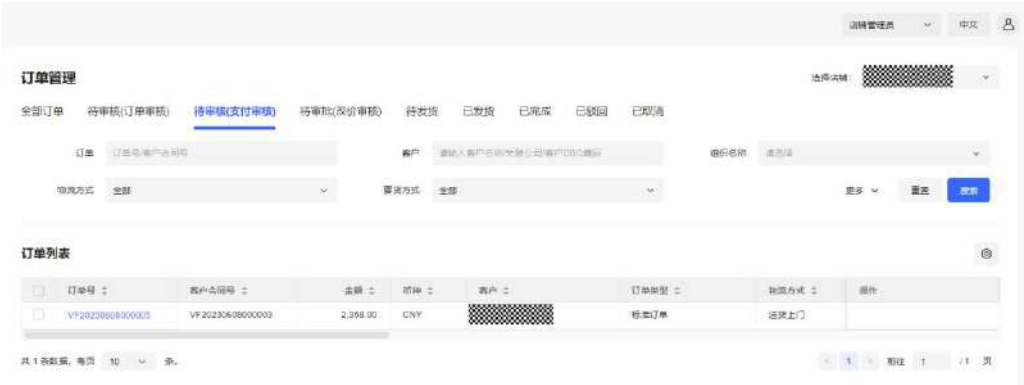 店铺管理员 中文
订单管理 选择店铺:
全部订单 待审核(订单审核) 待审核(支付审核) 待审批(改价审核) 待发货 已发货 已完成 已驳回 已取消
订单 订单号/客户合同号 客户 组织名称 请选择
物流方式 全部 要货方式 全部 更多 重置 搜索
订单列表
订单号 客户合同号 金额 币种 客户 订单类型 物流方式 操作
VF20230608000005 VF20230608000003 2,358.00 CNY 标准订单 送货上门
共 1 条数据, 每页 10 条。 1 前往 1 /1 页